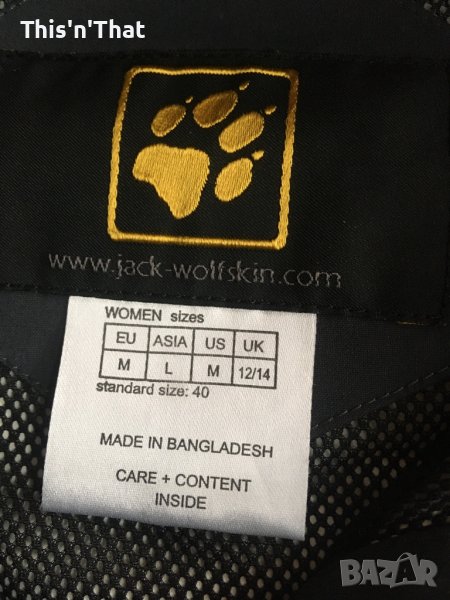 This'n'That
www.jack-wolfskin.com
WOMEN sizes
EU ASIA US UK
M L M 12/14
standard size: 40
MADE IN BANGLADESH
CARE + CONTENT
INSIDE
BAZAR